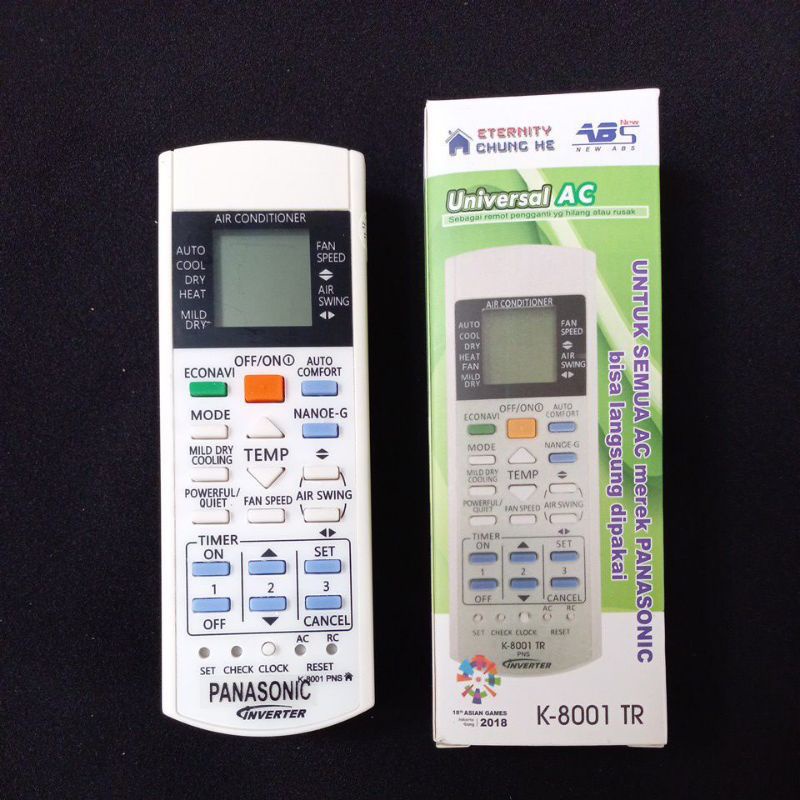 AIR CONDITIONER
AUTO
COOL
DRY
HEAT
MILD
DRY
FAN
SPEED
AIR
SWING
OFF/ON
ECONAVI
AUTO
COMFORT
MODE
NANOE-G
MILD DRY
COOLING
TEMP
POWERFUL/
QUIET
FAN SPEED
AIR SWING
TIMER
ON
SET
1
2
3
OFF
CANCEL
AC RC
SET CHECK CLOCK RESET
K-8001 PNS
PANASONIC
INVERTER
ETERNITY
CHUNG HE
New
ABS
NEW ABS
Universal AC
Sebagai remot pengganti yg hilang atau rusak
UNTUK SEMUA AC merek PANASONIC
bisa langsung dipakai
AIR CONDITIONER
AUTO
COOL
DRY
HEAT
FAN
MILD
DRY
FAN
SPEED
AIR
SWING
OFF/ON
ECONAVI
AUTO
COMFORT
MODE
NANOE-G
MILD DRY
COOLING
TEMP
POWERFUL/
QUIET
FAN SPEED
AIR SWING
TIMER
ON
SET
1
2
3
OFF
CANCEL
AC RC
SET CHECK CLOCK RESET
K-8001 TR
PNS
INVERTER
18th ASIAN GAMES
2018
K-8001 TR